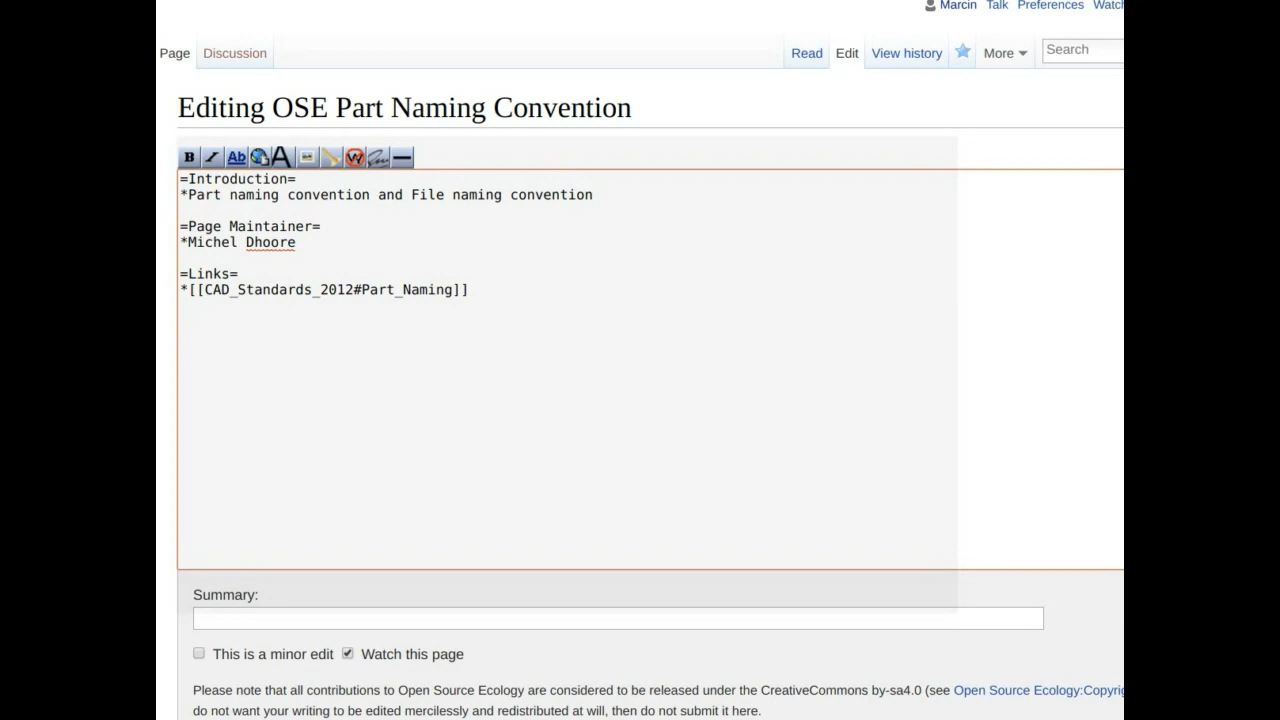 Marcin Talk Preferences
Page Discussion Read Edit View history More Search
Editing OSE Part Naming Convention
B I Ab A W
=Introduction=
*Part naming convention and File naming convention
=Page Maintainer=
*Michel Dhoore
=Links=
*[[CAD_Standards_2012#Part_Naming]]
Summary:
This is a minor edit Watch this page
Please note that all contributions to Open Source Ecology are considered to be released under the CreativeCommons by-sa4.0 (see Open Source Ecology:Copyri
do not want your writing to be edited mercilessly and redistributed at will, then do not submit it here.